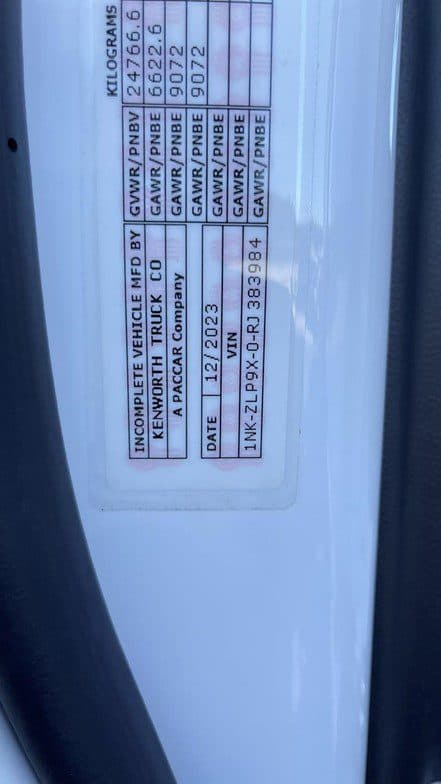 KILOGRAMS
INCOMPLETE VEHICLE MFD BY GVWR/PNBV 24766.6
KENWORTH TRUCK CO GAWR/PNBE 6622.6
A PACCAR Company GAWR/PNBE 9072
GAWR/PNBE 9072
DATE 12/2023 GAWR/PNBE
VIN GAWR/PNBE
1NK-ZLP9X-0-RJ 383984 GAWR/PNBE